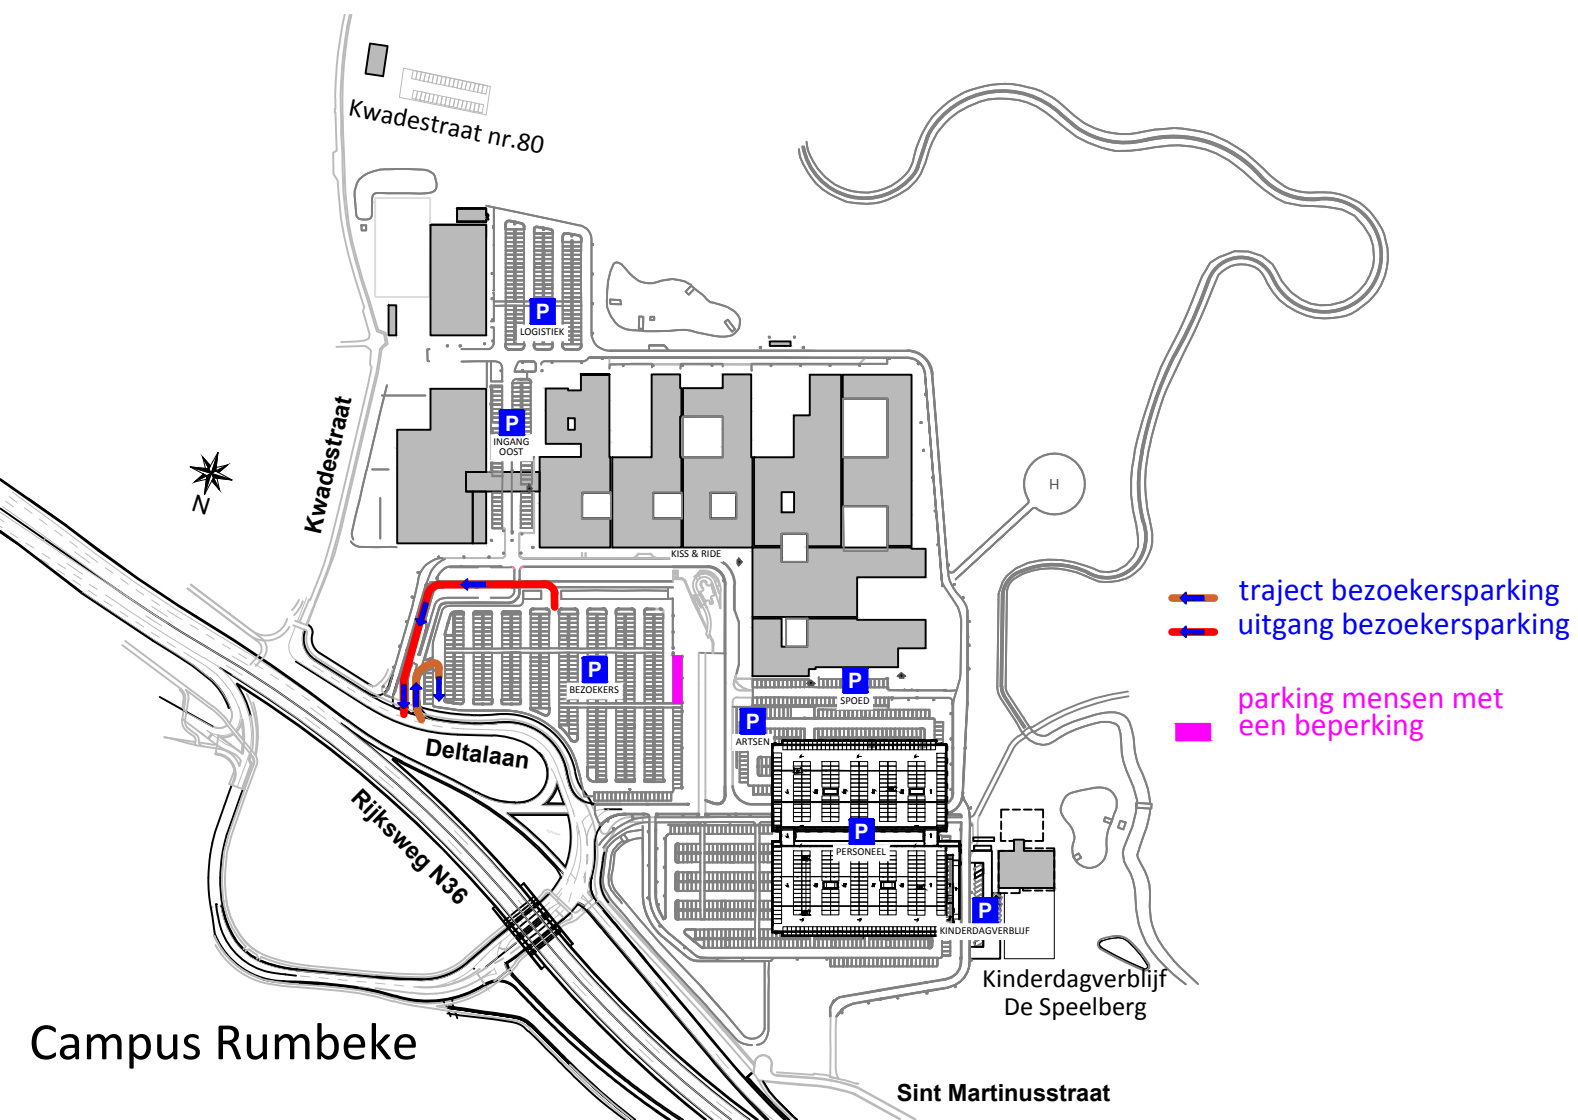 Kwadestraat nr.80
P
LOGISTIEK
P
INGANG
OOST
Kwadestraat
N
H
KISS & RIDE
traject bezoekersparking
uitgang bezoekersparking
P
BEZOEKERS
P
SPOED
parking mensen met
een beperking
P
ARTSEN
Deltalaan
Rijksweg N36
P
PERSONEEL
P
KINDERDAGVERBLIJF
Kinderdagverblijf
De Speelberg
Campus Rumbeke
Sint Martinusstraat